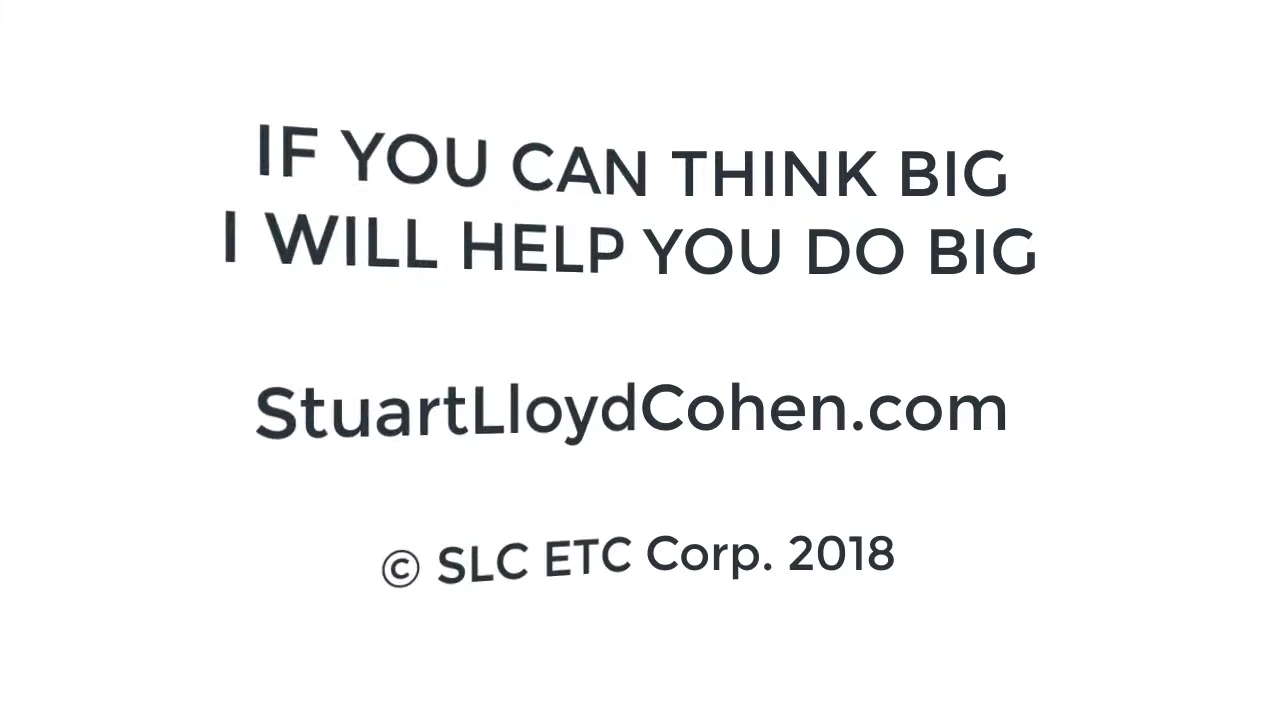 IF YOU CAN THINK BIG
I WILL HELP YOU DO BIG
StuartLloydCohen.com
© SLC ETC Corp. 2018